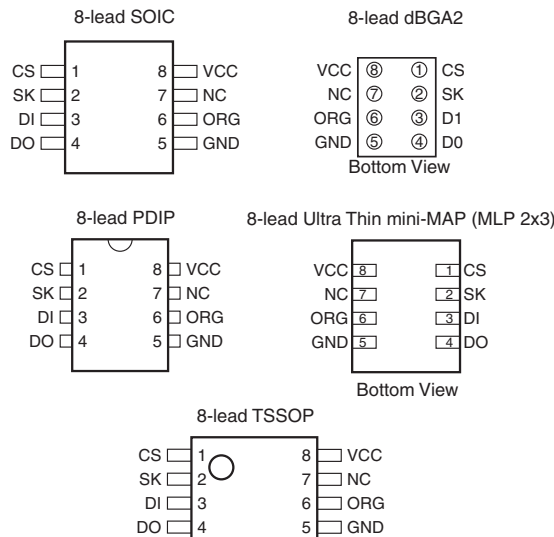 8-lead SOIC
CS 1 8 VCC
SK 2 7 NC
DI 3 6 ORG
DO 4 5 GND
8-lead dBGA2
VCC 8 1 CS
NC 7 2 SK
ORG 6 3 D1
GND 5 4 D0
Bottom View
8-lead PDIP
CS 1 8 VCC
SK 2 7 NC
DI 3 6 ORG
DO 4 5 GND
8-lead Ultra Thin mini-MAP (MLP 2x3)
VCC 8 1 CS
NC 7 2 SK
ORG 6 3 DI
GND 5 4 DO
Bottom View
8-lead TSSOP
CS 1 8 VCC
SK 2 7 NC
DI 3 6 ORG
DO 4 5 GND